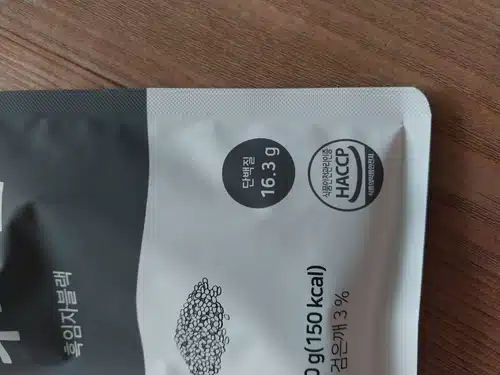 흑임자블랙
단백질
16.3 g
식품안전관리인증
HACCP
식품의약품안전처
0 g(150 kcal)
검은깨 3 %